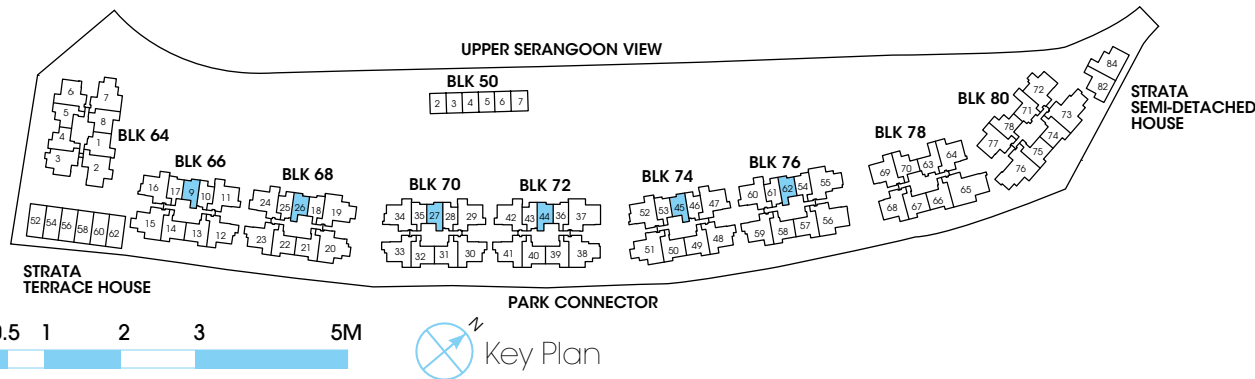 UPPER SERANGOON VIEW
BLK 50
2 3 4 5 6 7
BLK 64
6 7
5 8
4 1
3 2
BLK 66
16 17 9 10 11
15 14 13 12
BLK 68
24 25 26 18 19
23 22 21 20
BLK 70
34 35 27 28 29
33 32 31 30
BLK 72
42 43 44 36 37
41 40 39 38
BLK 74
52 53 45 46 47
51 50 49 48
BLK 76
60 61 62 54 55
59 58 57 56
BLK 78
69 70 63 64
68 67 66 65
BLK 80
72
71 73
78 74
77 75
76
84
82
STRATA
SEMI-DETACHED
HOUSE
52 54 56 58 60 62
STRATA
TERRACE HOUSE
PARK CONNECTOR
0.5 1 2 3 5M
N
Key Plan